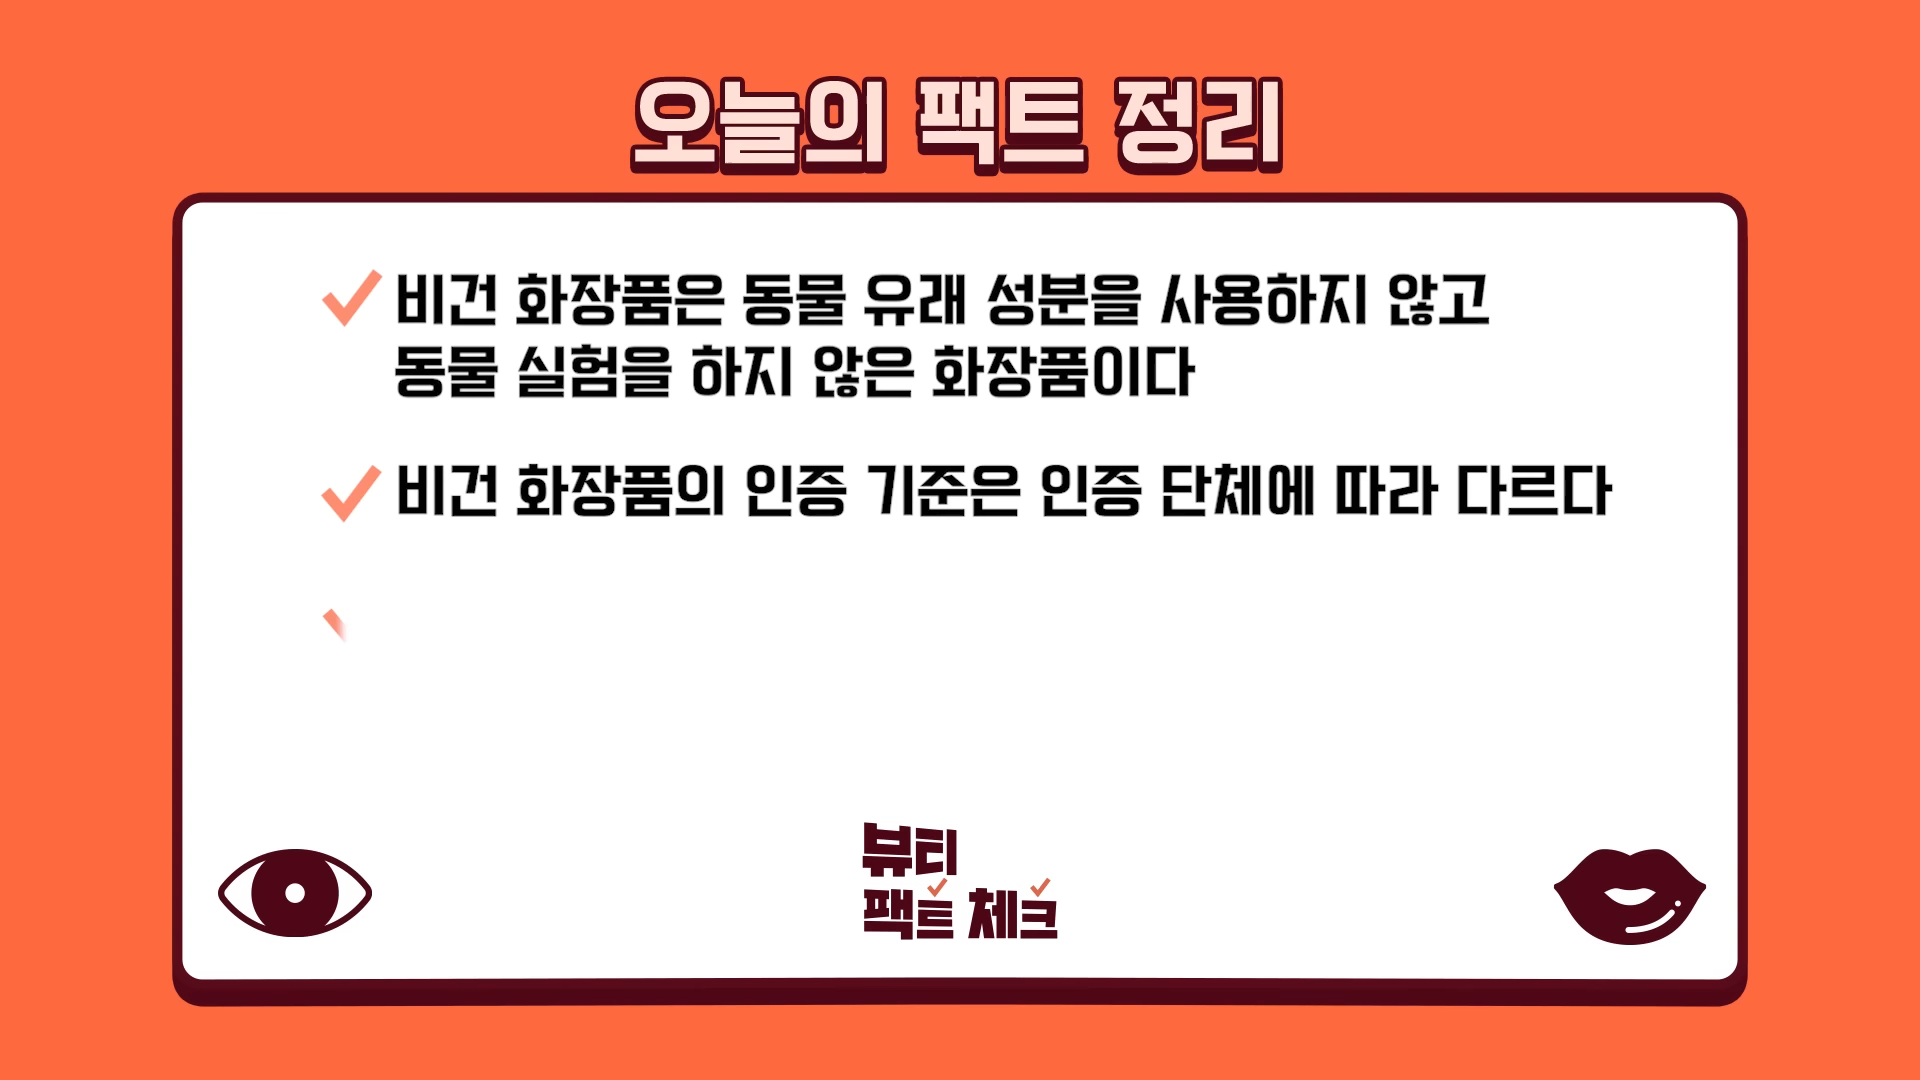 오늘의 팩트 정리
비건 화장품은 동물 유래 성분을 사용하지 않고
동물 실험을 하지 않은 화장품이다
비건 화장품의 인증 기준은 인증 단체에 따라 다르다
뷰티
팩트 체크